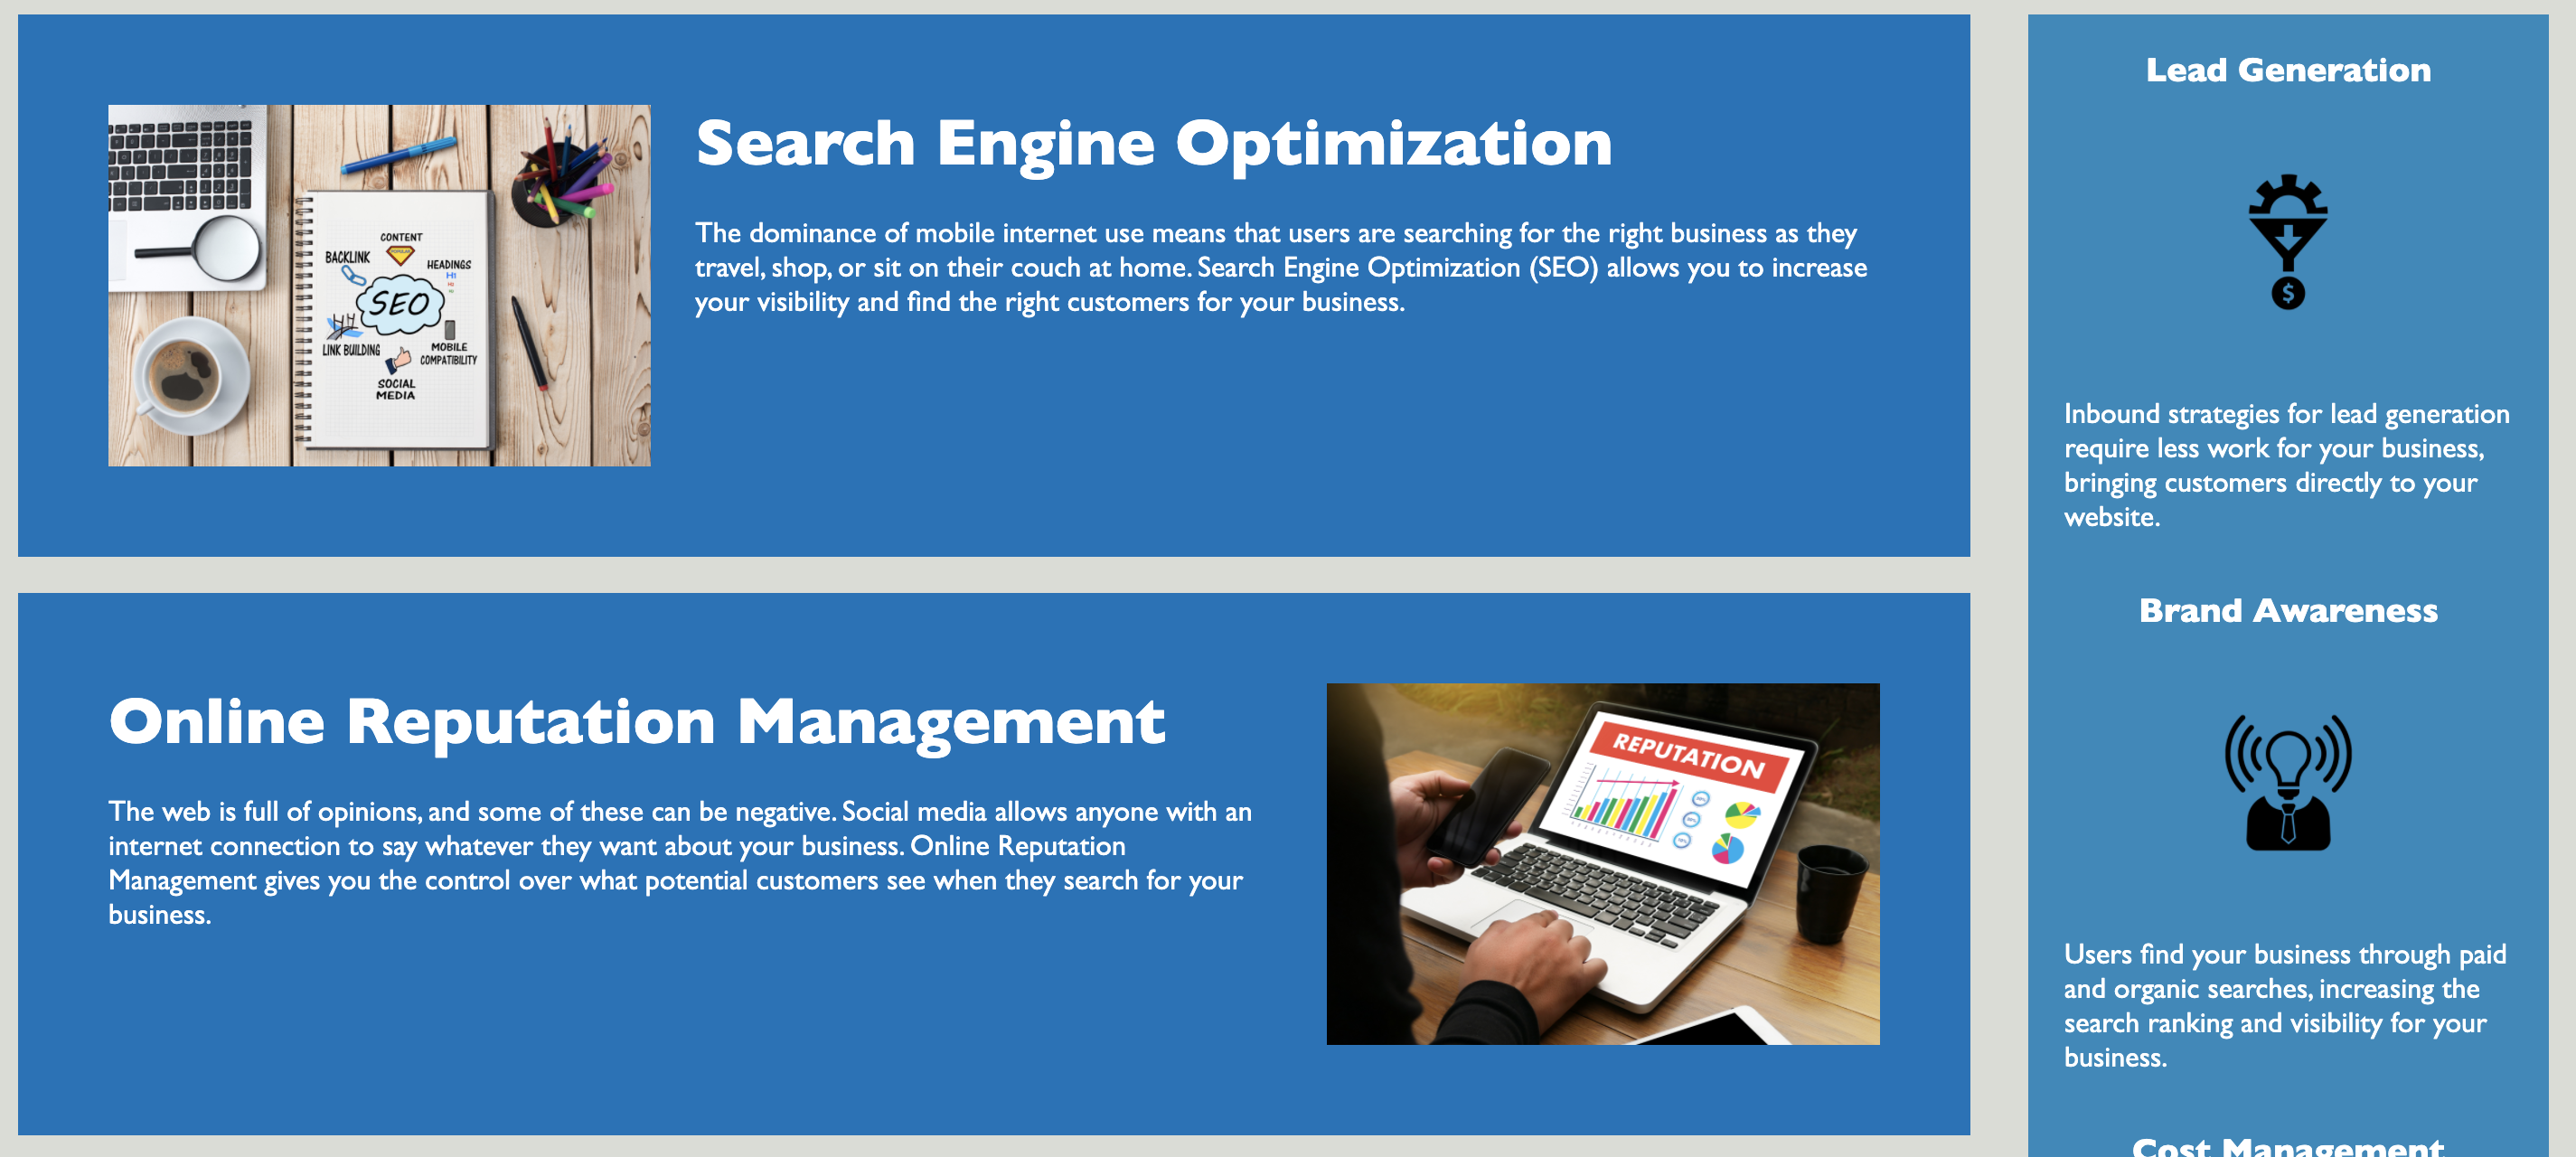 Search Engine Optimization
The dominance of mobile internet use means that users are searching for the right business as they
travel, shop, or sit on their couch at home. Search Engine Optimization (SEO) allows you to increase
your visibility and find the right customers for your business.
CONTENT
BACKLINK
HEADINGS
H1
SEO
LINK BUILDING
MOBILE
COMPATIBILITY
SOCIAL
MEDIA
Online Reputation Management
The web is full of opinions, and some of these can be negative. Social media allows anyone with an
internet connection to say whatever they want about your business. Online Reputation
Management gives you the control over what potential customers see when they search for your
business.
REPUTATION
Lead Generation
$
Inbound strategies for lead generation
require less work for your business,
bringing customers directly to your
website.
Brand Awareness
Users find your business through paid
and organic searches, increasing the
search ranking and visibility for your
business.
Cost Management